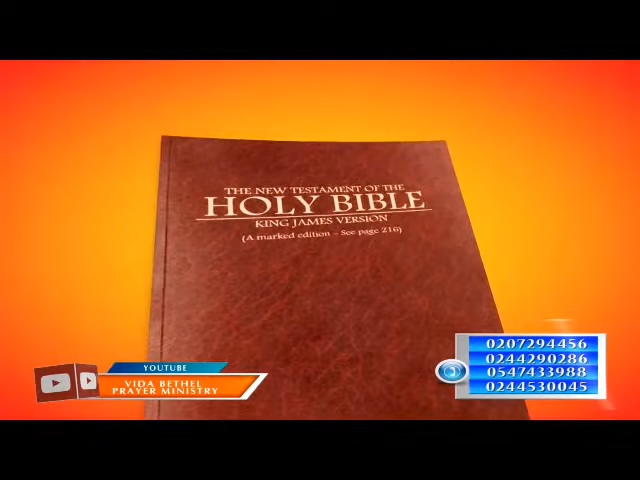 THE NEW TESTAMENT OF THE
HOLY BIBLE
KING JAMES VERSION
(A marked edition - See page 216)
YOUTUBE
VIDA BETHEL
PRAYER MINISTRY
0207294456
0244290286
0547433988
0244530045